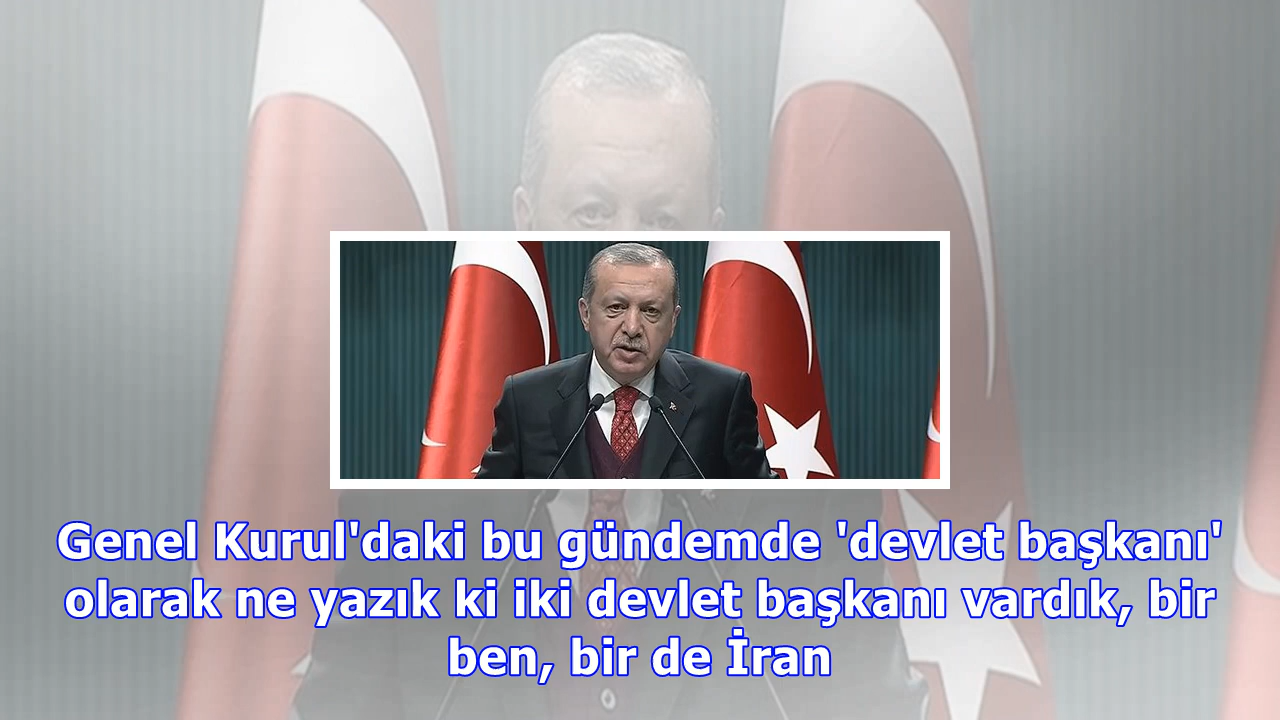 Genel Kurul'daki bu gündemde 'devlet başkanı'
olarak ne yazık ki iki devlet başkanı vardık, bir
ben, bir de İran